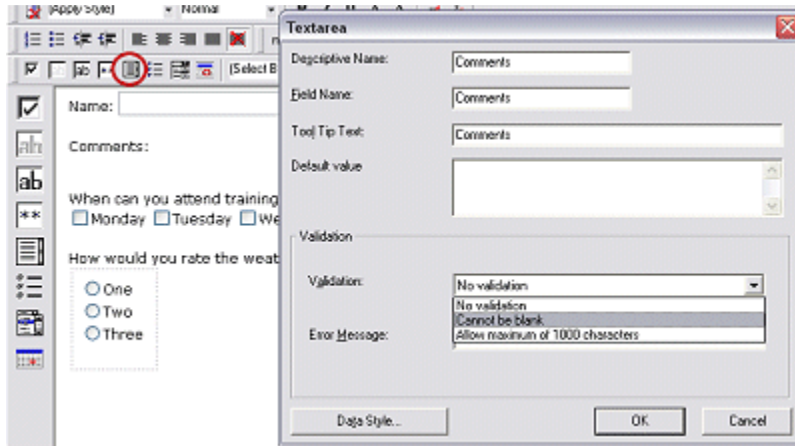 (Apply Style)
Normal
(Select B
Name:
Comments:
When can you attend training
Monday Tuesday We
How would you rate the weat
One
Two
Three
Textarea
Descriptive Name:
Comments
Field Name:
Comments
Tool Tip Text:
Comments
Default value
Validation
Validation:
No validation
No validation
Cannot be blank
Allow maximum of 1000 characters
Error Message:
Data Style...
OK
Cancel